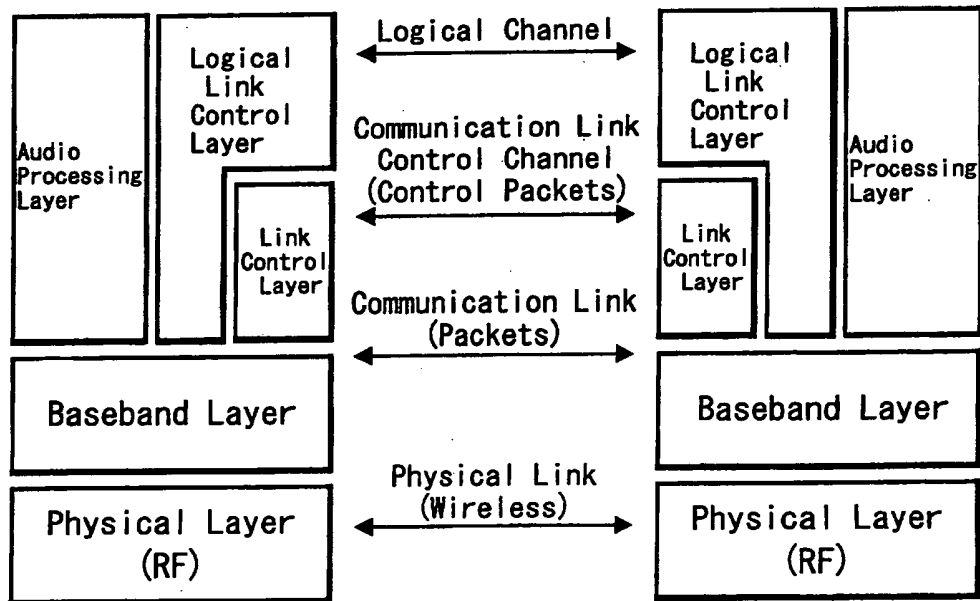 Audio
Processing
Layer
Logical
Link
Control
Layer
Link
Control
Layer
Baseband Layer
Physical Layer
(RF)
Logical Channel
Communication Link
Control Channel
(Control Packets)
Communication Link
(Packets)
Physical Link
(Wireless)
Logical
Link
Control
Layer
Link
Control
Layer
Audio
Processing
Layer
Baseband Layer
Physical Layer
(RF)